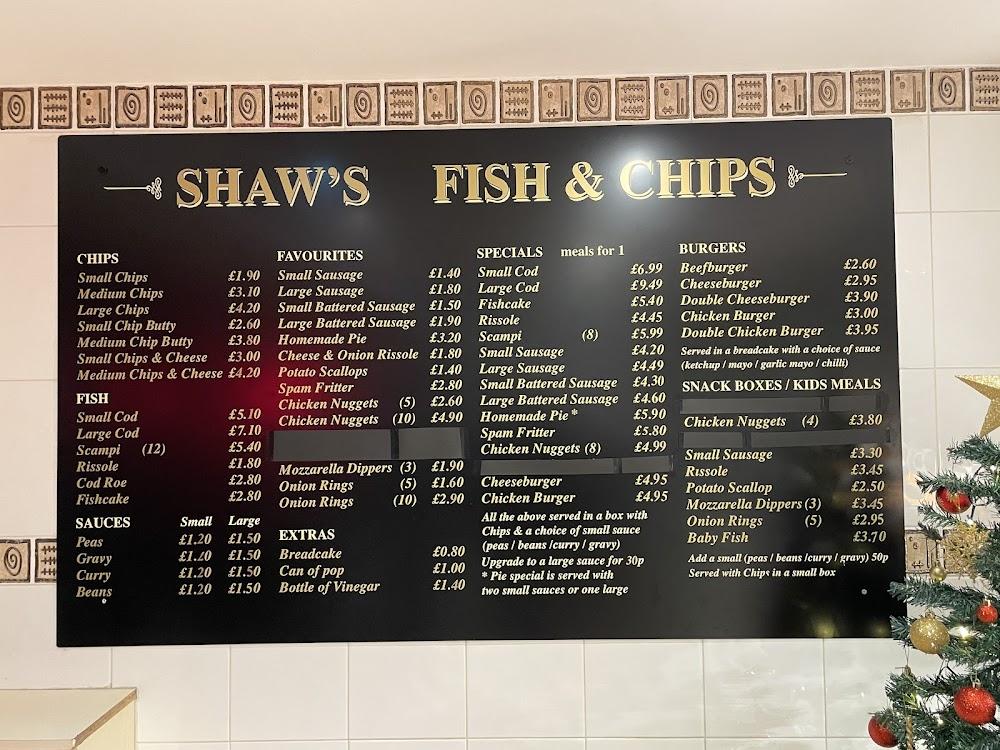 SHAW'S FISH & CHIPS
CHIPS
Small Chips £1.90
Medium Chips £3.10
Large Chips £4.20
Small Chip Butty £2.60
Medium Chip Butty £3.80
Small Chips & Cheese £3.00
Medium Chips & Cheese £4.20
FISH
Small Cod £5.10
Large Cod £7.10
Scampi (12) £5.40
Rissole £1.80
Cod Roe £2.80
Fishcake £2.80
SAUCES Small Large
Peas £1.20 £1.50
Gravy £1.20 £1.50
Curry £1.20 £1.50
Beans £1.20 £1.50
FAVOURITES
Small Sausage £1.40
Large Sausage £1.80
Small Battered Sausage £1.50
Large Battered Sausage £1.90
Homemade Pie £3.20
Cheese & Onion Rissole £1.80
Potato Scallops £1.40
Spam Fritter £2.80
Chicken Nuggets (5) £2.60
Chicken Nuggets (10) £4.90
Mozzarella Dippers (3) £1.90
Onion Rings (5) £1.60
Onion Rings (10) £2.90
EXTRAS
Breadcake £0.80
Can of pop £1.00
Bottle of Vinegar £1.40
SPECIALS meals for 1
Small Cod £6.99
Large Cod £9.49
Fishcake £5.40
Rissole £4.45
Scampi (8) £5.99
Small Sausage £4.20
Large Sausage £4.49
Small Battered Sausage £4.30
Large Battered Sausage £4.60
Homemade Pie * £5.90
Spam Fritter £5.80
Chicken Nuggets (8) £4.99
Cheeseburger £4.95
Chicken Burger £4.95
All the above served in a box with
Chips & a choice of small sauce
(peas / beans /curry / gravy)
Upgrade to a large sauce for 30p
* Pie special is served with
two small sauces or one large
BURGERS
Beefburger £2.60
Cheeseburger £2.95
Double Cheeseburger £3.90
Chicken Burger £3.00
Double Chicken Burger £3.95
Served in a breadcake with a choice of sauce
(ketchup / mayo / garlic mayo / chilli)
SNACK BOXES / KIDS MEALS
Chicken Nuggets (4) £3.80
Small Sausage £3.30
Rissole £3.45
Potato Scallop £2.50
Mozzarella Dippers (3) £3.45
Onion Rings (5) £2.95
Baby Fish £3.70
Add a small (peas / beans /curry / gravy) 50p
Served with Chips in a small box